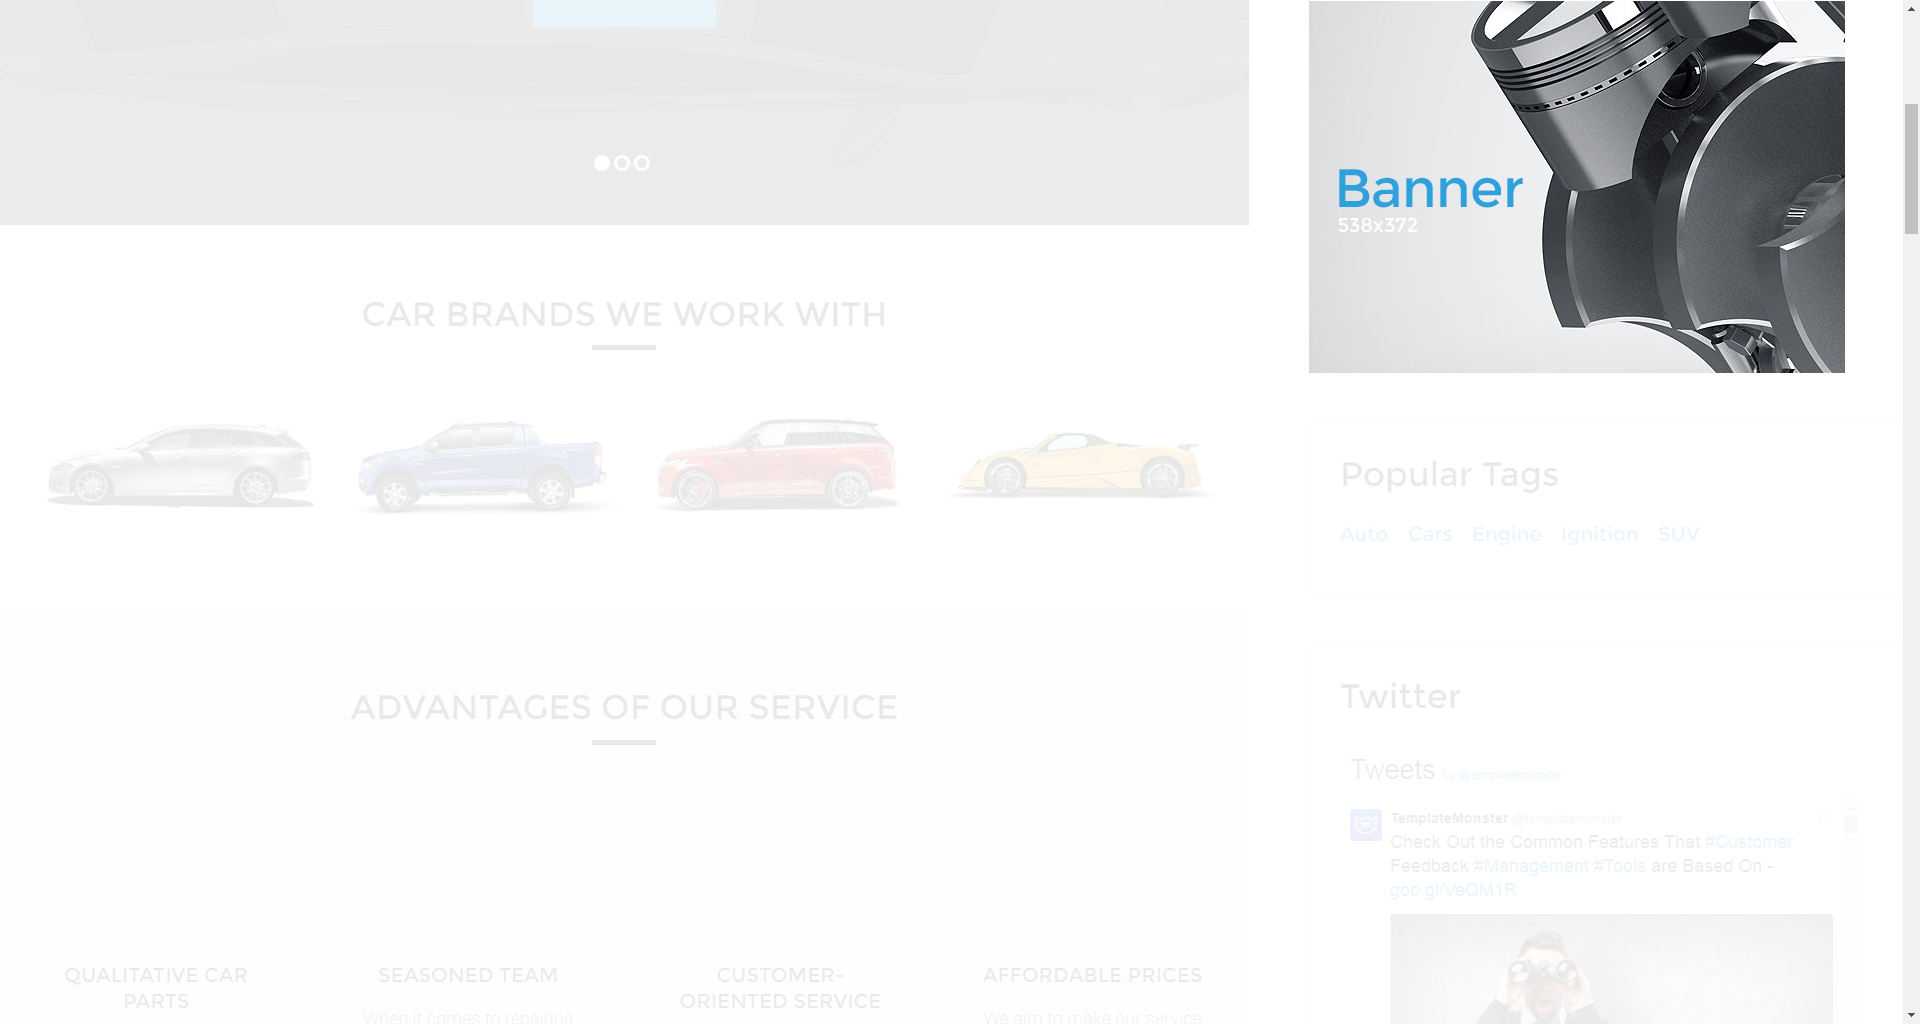 Banner
538x372
CAR BRANDS WE WORK WITH
Popular Tags
Auto Cars Engine Ignition SUV
ADVANTAGES OF OUR SERVICE
Twitter
Tweets by @templatemonster
TemplateMonster @templatemonster
Check Out the Common Features That #Customer
Feedback #Management #Tools are Based On -
goo.gl/VeQM1R
QUALITATIVE CAR
PARTS
SEASONED TEAM
When it comes to repairing
CUSTOMER-
ORIENTED SERVICE
AFFORDABLE PRICES
We aim to make our service